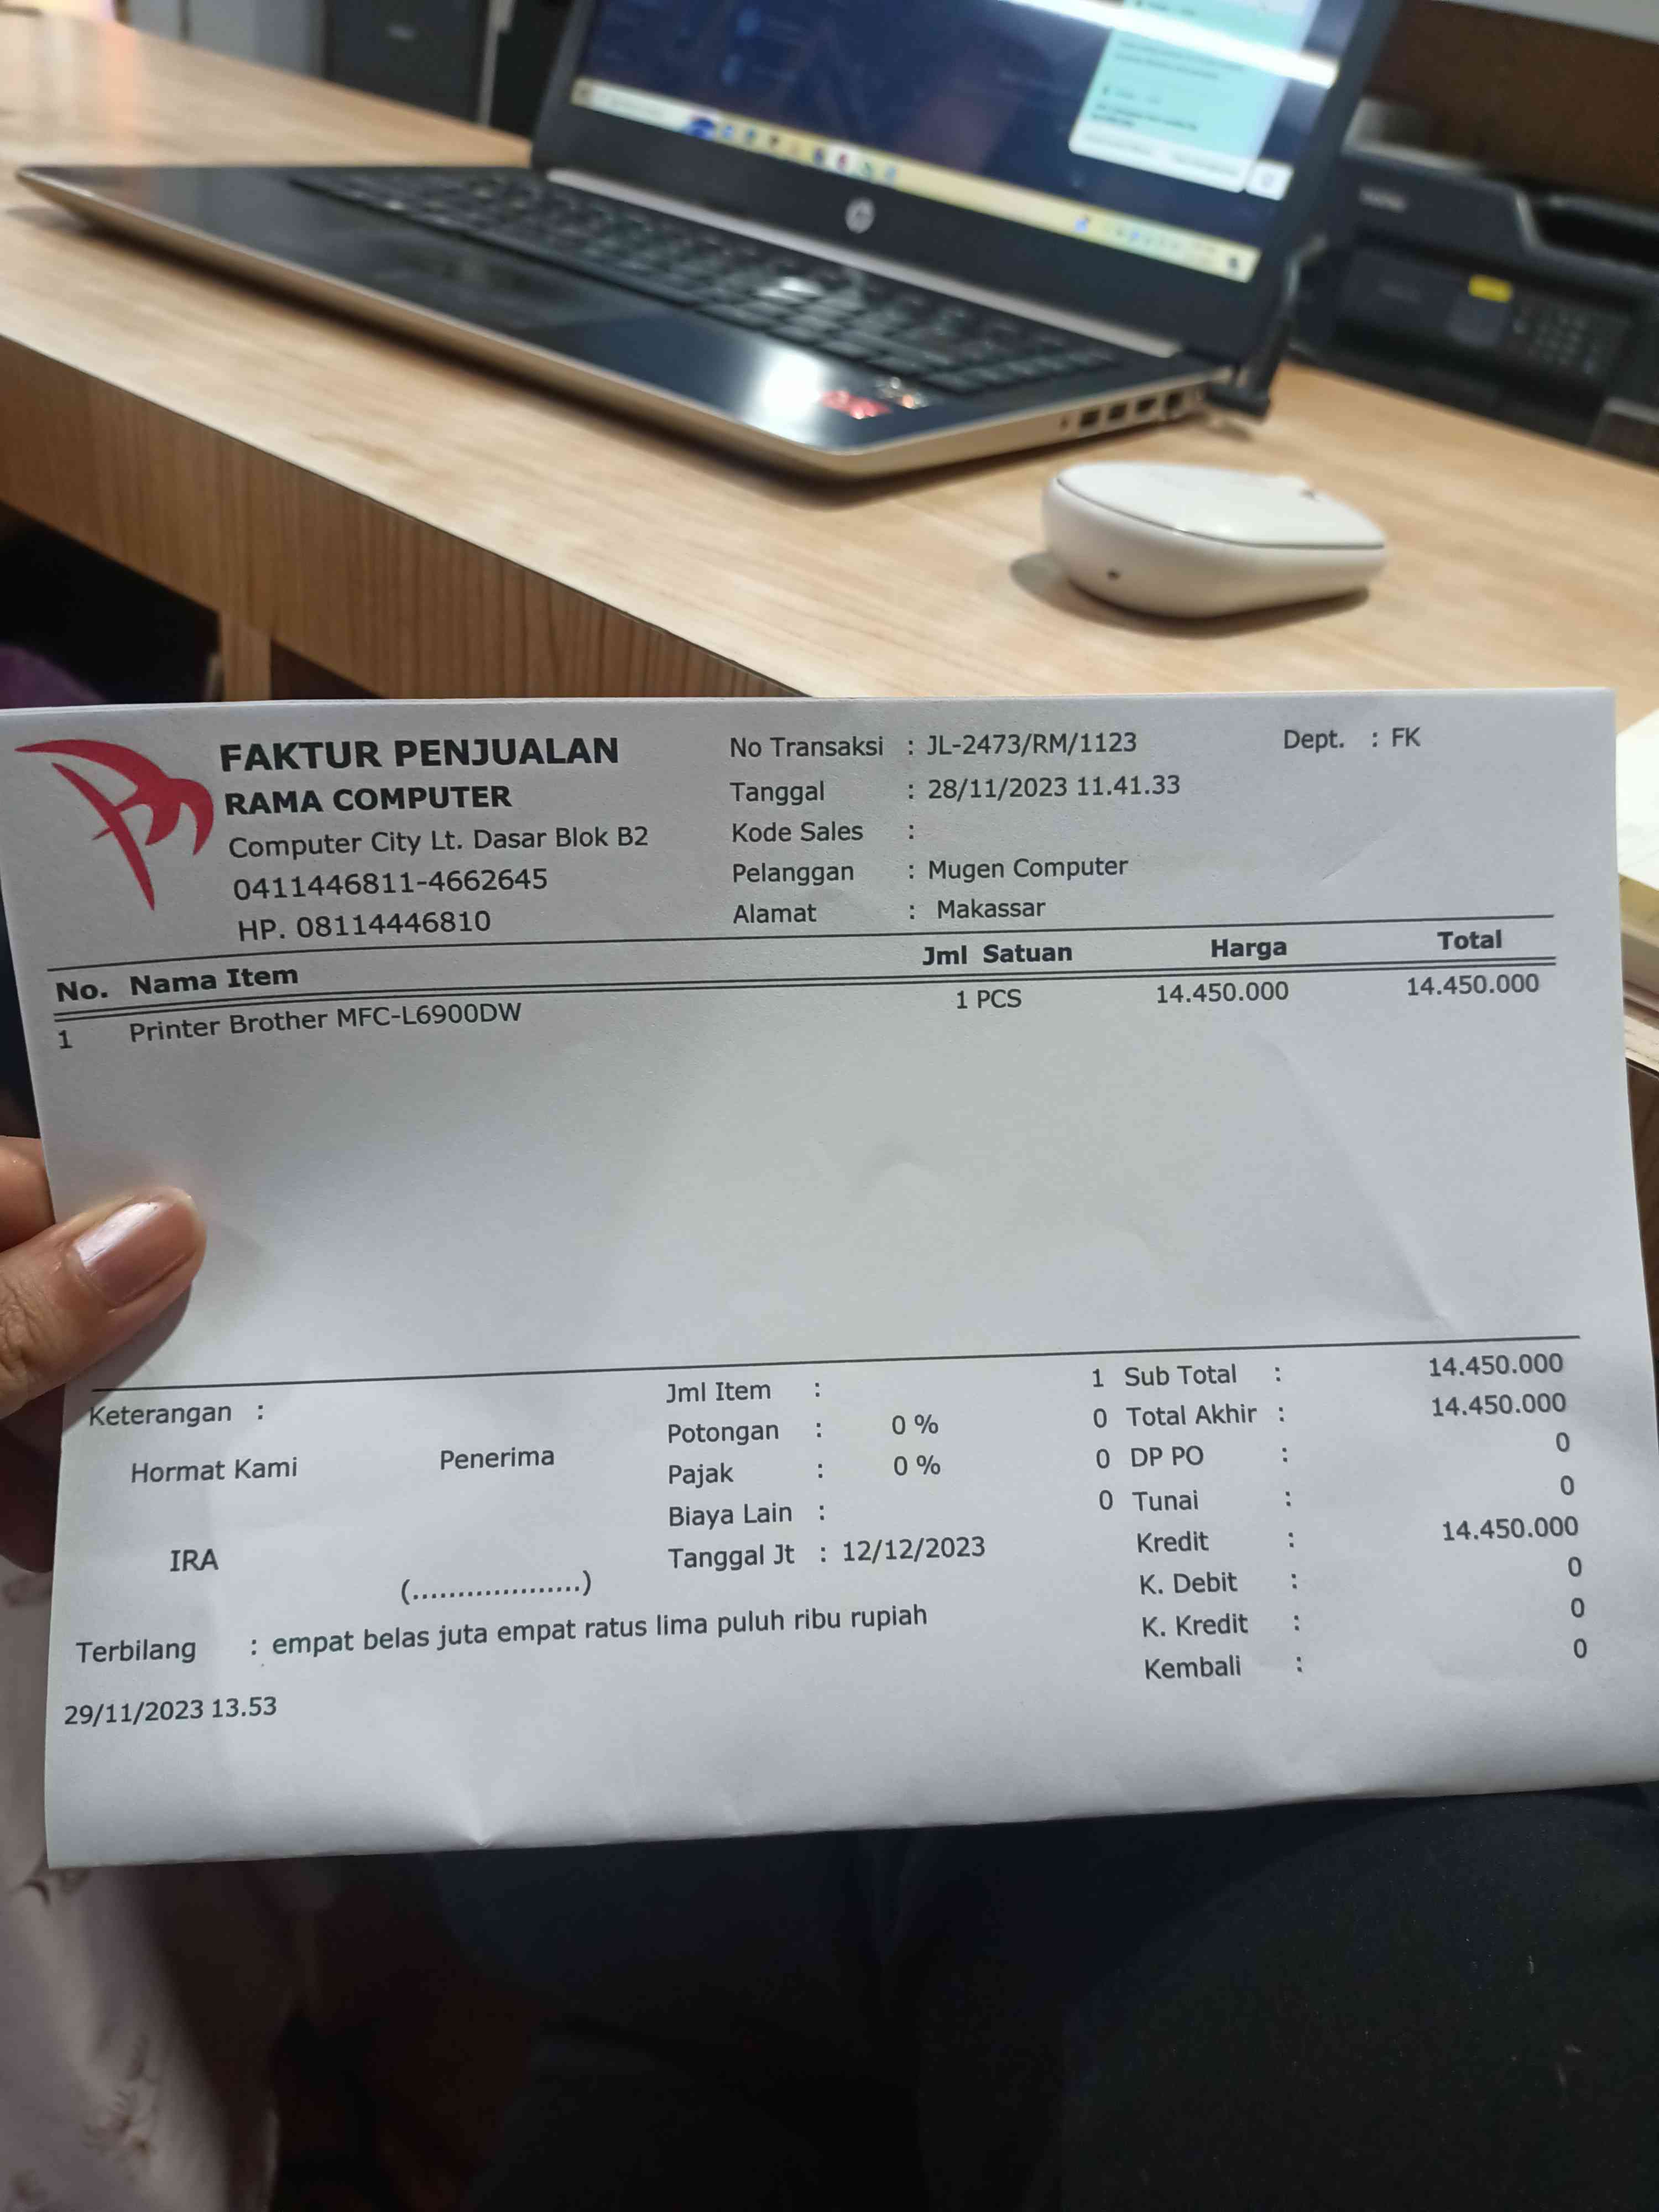 FAKTUR PENJUALAN
RAMA COMPUTER
Computer City Lt. Dasar Blok B2
0411446811-4662645
HP. 08114446810
No Transaksi : JL-2473/RM/1123
Tanggal : 28/11/2023 11.41.33
Kode Sales :
Pelanggan : Mugen Computer
Alamat : Makassar
Dept. : FK
No. Nama Item Jml Satuan Harga Total
1 Printer Brother MFC-L6900DW 1 PCS 14.450.000 14.450.000
Keterangan :
Hormat Kami Penerima
IRA
(...................)
Jml Item : 1
Potongan : 0 % 0
Pajak : 0 % 0
Biaya Lain : 0
Tanggal Jt : 12/12/2023
Sub Total : 14.450.000
Total Akhir : 14.450.000
DP PO : 0
Tunai : 0
Kredit : 14.450.000
K. Debit : 0
K. Kredit : 0
Kembali : 0
Terbilang : empat belas juta empat ratus lima puluh ribu rupiah
29/11/2023 13.53
hp